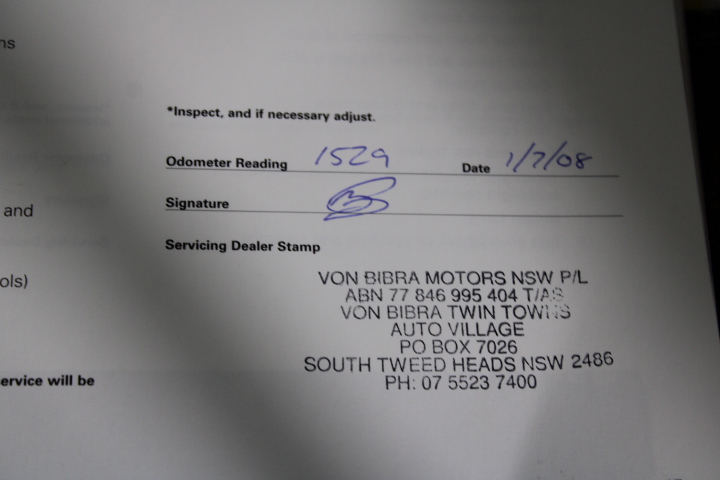 ns
*Inspect, and if necessary adjust.
Odometer Reading 1529 Date 1/7/08
and
Signature
Servicing Dealer Stamp
ols)
VON BIBRA MOTORS NSW P/L
ABN 77 846 995 404 T/AS
VON BIBRA TWIN TOWNS
AUTO VILLAGE
PO BOX 7026
SOUTH TWEED HEADS NSW 2486
ervice will be
PH: 07 5523 7400